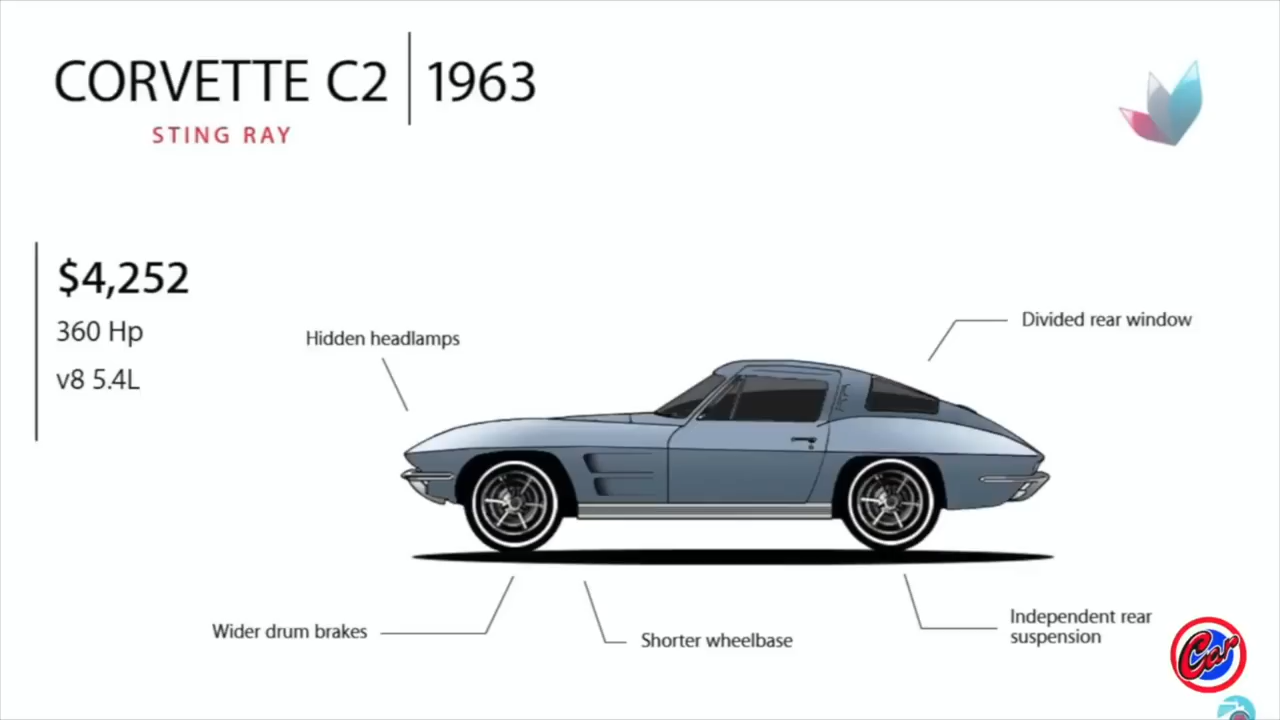 CORVETTE C2 | 1963
STING RAY
$4,252
360 Hp
v8 5.4L
Hidden headlamps
Divided rear window
Wider drum brakes
Shorter wheelbase
Independent rear
suspension
Car